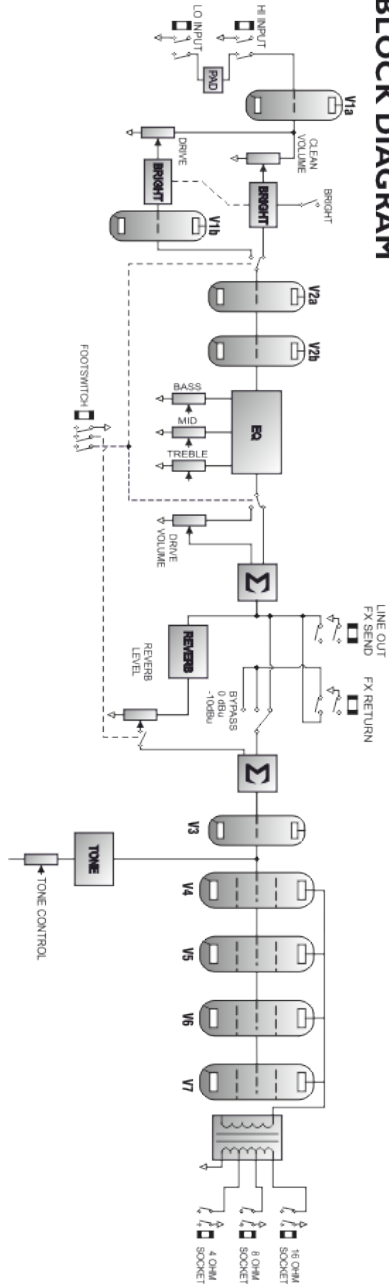 BLOCK DIAGRAM
HI INPUT
LO INPUT
PAD
V1a
CLEAN
VOLUME
DRIVE
BRIGHT
BRIGHT
BRIGHT
V1b
V2a
V2b
FOOTSWITCH
BASS
MID
TREBLE
EQ
DRIVE
VOLUME
Σ
LINE OUT
FX SEND
FX RETURN
REVERB
REVERB
LEVEL
BYPASS
0 dBu
-10dBu
Σ
V3
TONE
TONE CONTROL
V4
V5
V6
V7
16 OHM
SOCKET
8 OHM
SOCKET
4 OHM
SOCKET